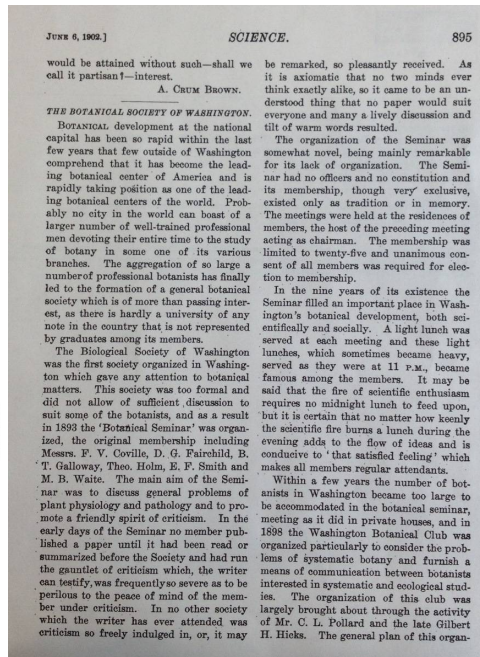 JUNE 6, 1902.]
SCIENCE.
895
would be attained without such—shall we
call it partisan?—interest.
A. CRUM BROWN.
THE BOTANICAL SOCIETY OF WASHINGTON.
BOTANICAL development at the national
capital has been so rapid within the last
few years that few outside of Washington
comprehend that it has become the lead-
ing botanical center of America and is
rapidly taking position as one of the lead-
ing botanical centers of the world. Prob-
ably no city in the world can boast of a
larger number of well-trained professional
men devoting their entire time to the study
of botany in some one of its various
branches. The aggregation of so large a
number of professional botanists has finally
led to the formation of a general botanical
society which is of more than passing inter-
est, as there is hardly a university of any
note in the country that is not represented
by graduates among its members.
The Biological Society of Washington
was the first society organized in Washing-
ton which gave any attention to botanical
matters. This society was too formal and
did not allow of sufficient discussion to
suit some of the botanists, and as a result
in 1893 the 'Botanical Seminar' was organ-
ized, the original membership including
Messrs. F. V. Coville, D. G. Fairchild, B.
T. Galloway, Theo. Holm, E. F. Smith and
M. B. Waite. The main aim of the Semi-
nar was to discuss general problems of
plant physiology and pathology and to pro-
mote a friendly spirit of criticism. In the
early days of the Seminar no member pub-
lished a paper until it had been read or
summarized before the Society and had run
the gauntlet of criticism which, the writer
can testify, was frequently so severe as to be
perilous to the peace of mind of the mem-
ber under criticism. In no other society
which the writer has ever attended was
criticism so freely indulged in, or, it may
be remarked, so pleasantly received. As
it is axiomatic that no two minds ever
think exactly alike, so it came to be an un-
derstood thing that no paper would suit
everyone and many a lively discussion and
tilt of warm words resulted.
The organization of the Seminar was
somewhat novel, being mainly remarkable
for its lack of organization. The Semi-
nar had no officers and no constitution and
its membership, though very exclusive,
existed only as tradition or in memory.
The meetings were held at the residences of
members, the host of the preceding meeting
acting as chairman. The membership was
limited to twenty-five and unanimous con-
sent of all members was required for elec-
tion to membership.
In the nine years of its existence the
Seminar filled an important place in Wash-
ington's botanical development, both sci-
entifically and socially. A light lunch was
served at each meeting and these light
lunches, which sometimes became heavy,
served as they were at 11 P.M., became
famous among the members. It may be
said that the fire of scientific enthusiasm
requires no midnight lunch to feed upon,
but it is certain that no matter how keenly
the scientific fire burns a lunch during the
evening adds to the flow of ideas and is
conducive to 'that satisfied feeling' which
makes all members regular attendants.
Within a few years the number of bot-
anists in Washington became too large to
be accommodated in the botanical seminar,
meeting as it did in private houses, and in
1898 the Washington Botanical Club was
organized particularly to consider the prob-
lems of systematic botany and furnish a
means of communication between botanists
interested in systematic and ecological stud-
ies. The organization of this club was
largely brought about through the activity
of Mr. C. L. Pollard and the late Gilbert
H. Hicks. The general plan of this organ-